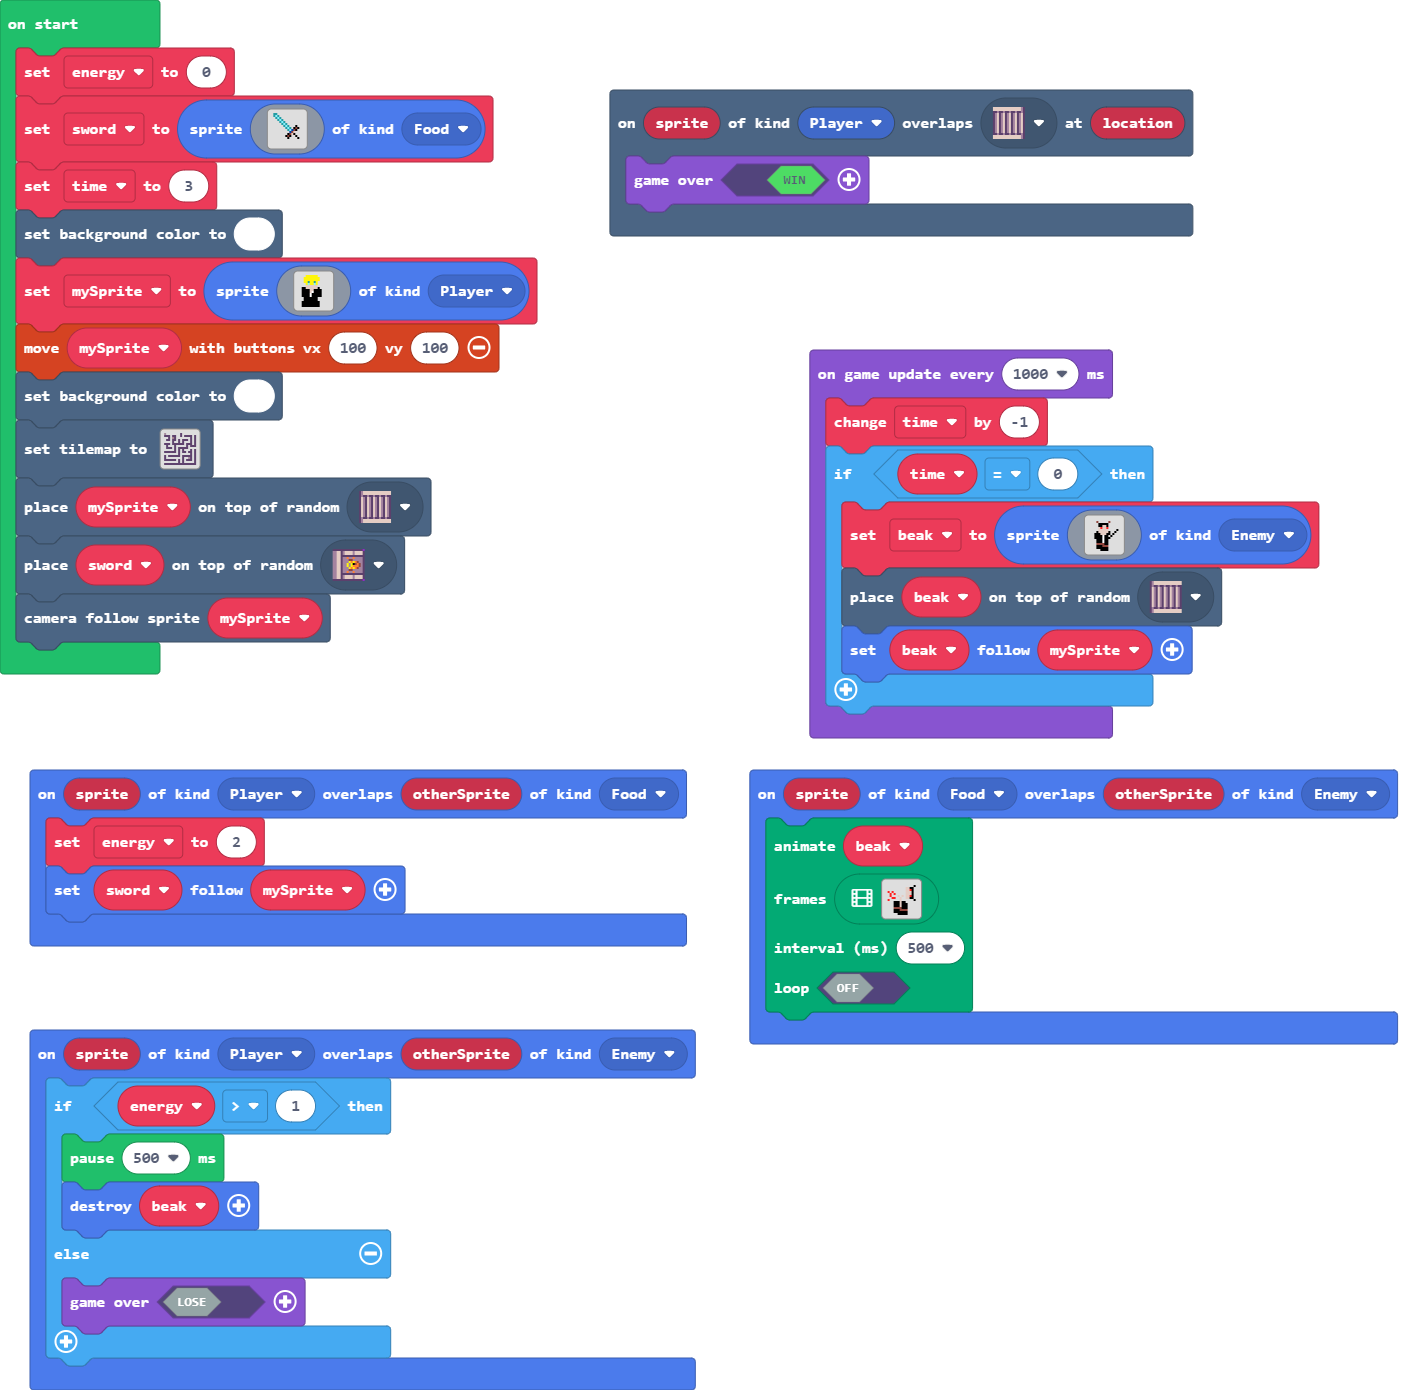 on start
set energy to 0
set sword to sprite of kind Food
set time to 3
set background color to
set mySprite to sprite of kind Player
move mySprite with buttons vx 100 vy 100
set background color to
set tilemap to
place mySprite on top of random
place sword on top of random
camera follow sprite mySprite
on sprite of kind Player overlaps at location
game over WIN
on game update every 1000 ms
change time by -1
if time = 0 then
set beak to sprite of kind Enemy
place beak on top of random
set beak follow mySprite
on sprite of kind Player overlaps otherSprite of kind Food
set energy to 2
set sword follow mySprite
on sprite of kind Food overlaps otherSprite of kind Enemy
animate beak
frames
interval (ms) 500
loop OFF
on sprite of kind Player overlaps otherSprite of kind Enemy
if energy > 1 then
pause 500 ms
destroy beak
else
game over LOSE